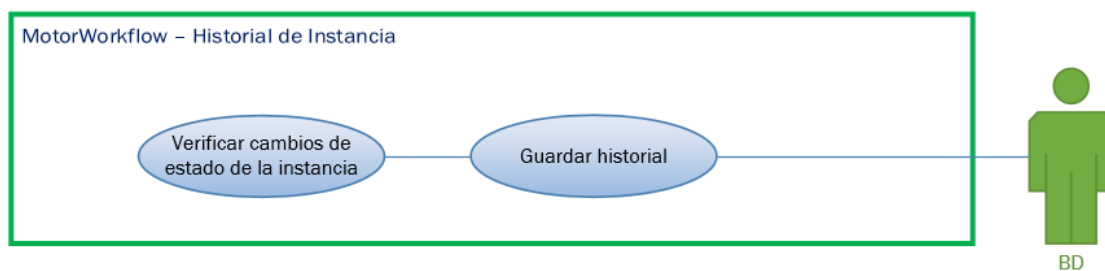 MotorWorkflow – Historial de Instancia
Verificar cambios de
estado de la instancia
Guardar historial
BD